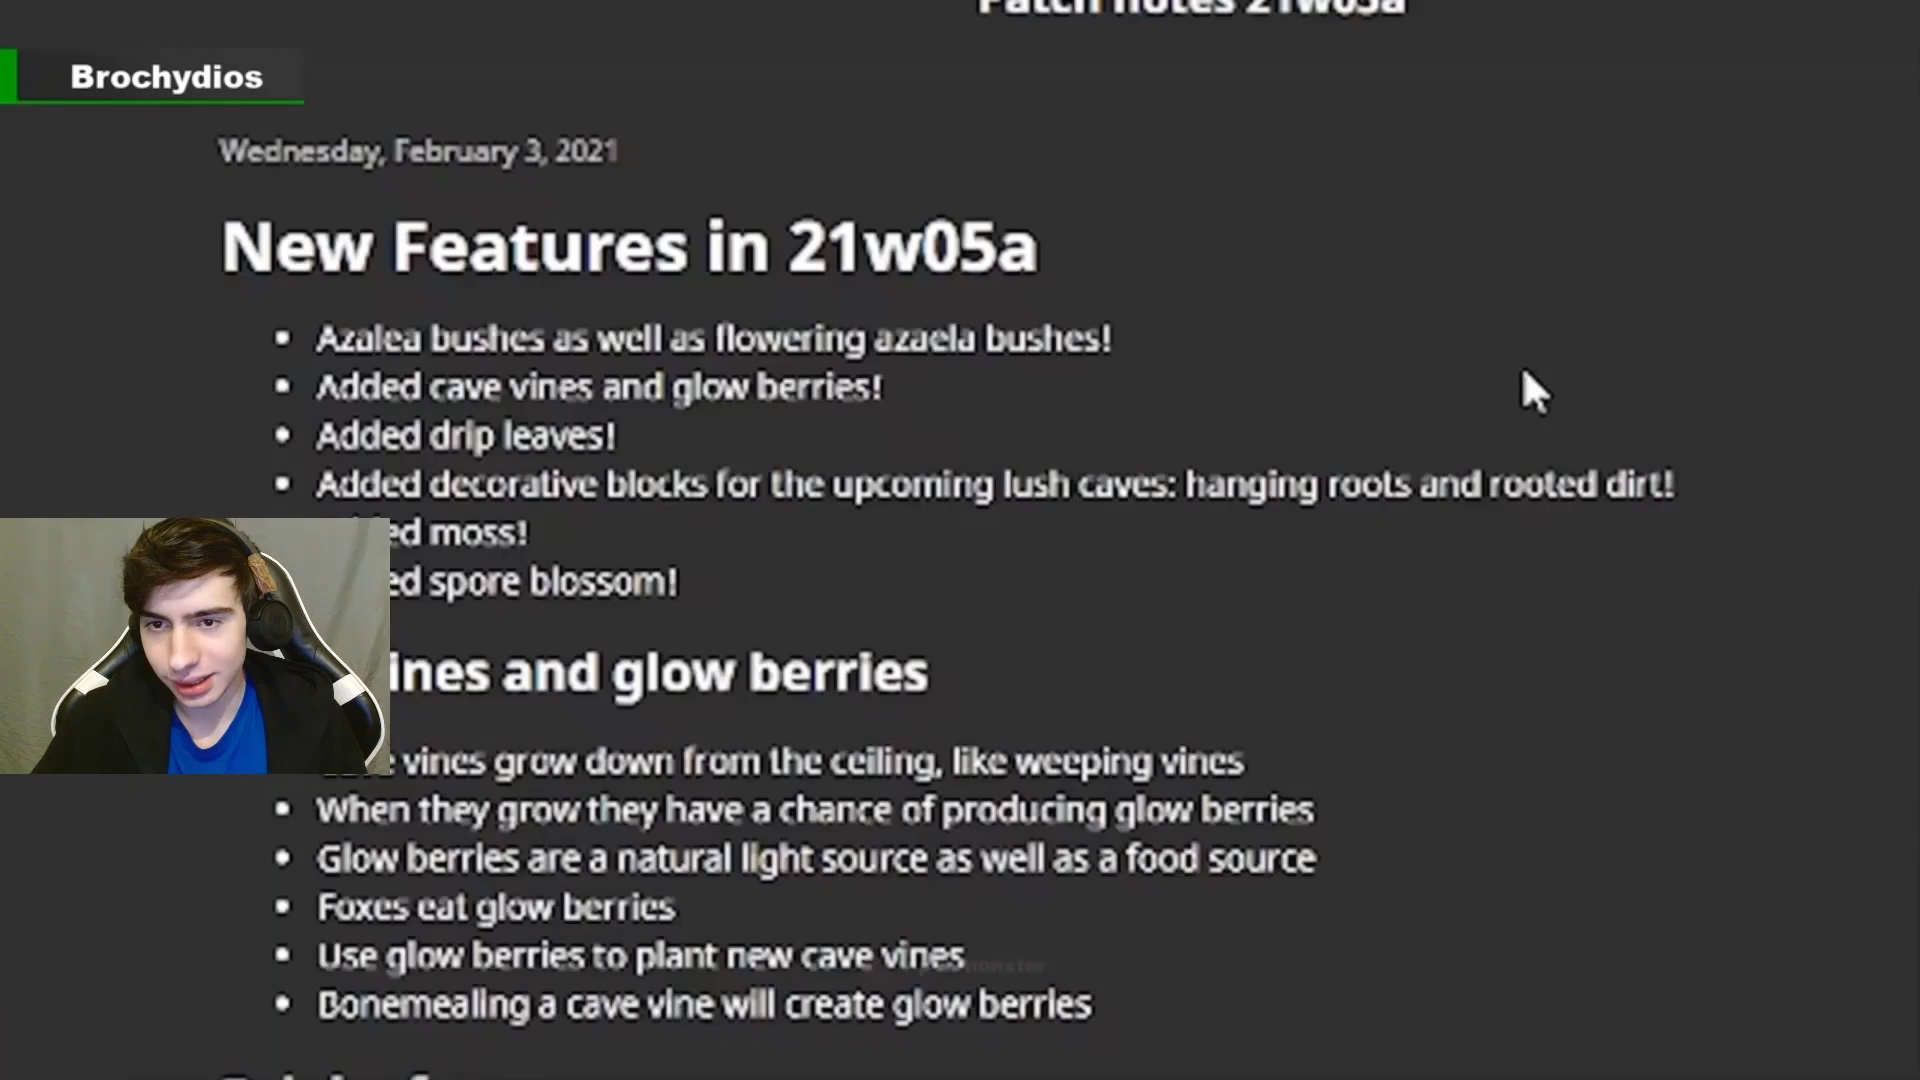 Patch notes 21w05a
Brochydios
Wednesday, February 3, 2021
New Features in 21w05a
• Azalea bushes as well as flowering azaela bushes!
• Added cave vines and glow berries!
• Added drip leaves!
• Added decorative blocks for the upcoming lush caves: hanging roots and rooted dirt!
ed moss!
ed spore blossom!
ines and glow berries
vines grow down from the ceiling, like weeping vines
• When they grow they have a chance of producing glow berries
• Glow berries are a natural light source as well as a food source
• Foxes eat glow berries
• Use glow berries to plant new cave vines
• Bonemealing a cave vine will create glow berries